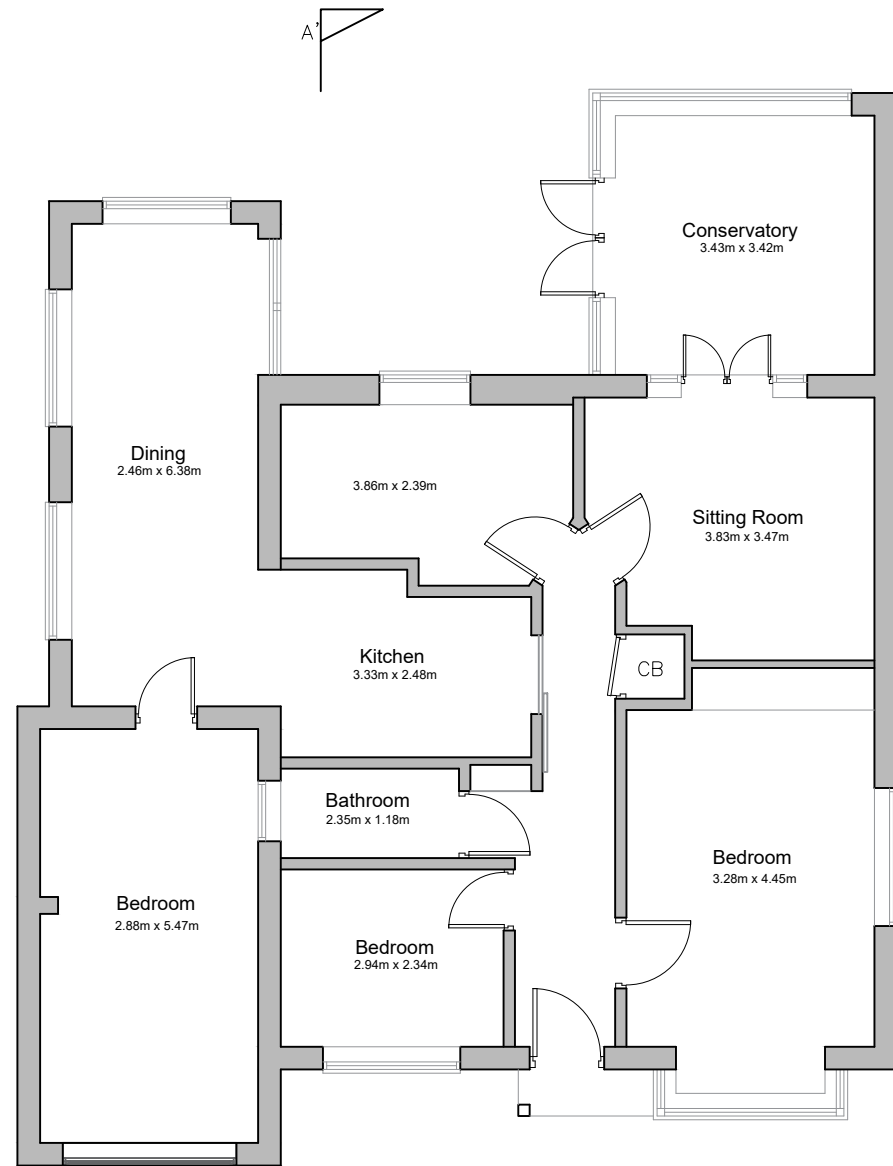 A'
Conservatory
3.43m x 3.42m
Dining
2.46m x 6.38m
3.86m x 2.39m
Sitting Room
3.83m x 3.47m
Kitchen
3.33m x 2.48m
CB
Bathroom
2.35m x 1.18m
Bedroom
3.28m x 4.45m
Bedroom
2.88m x 5.47m
Bedroom
2.94m x 2.34m